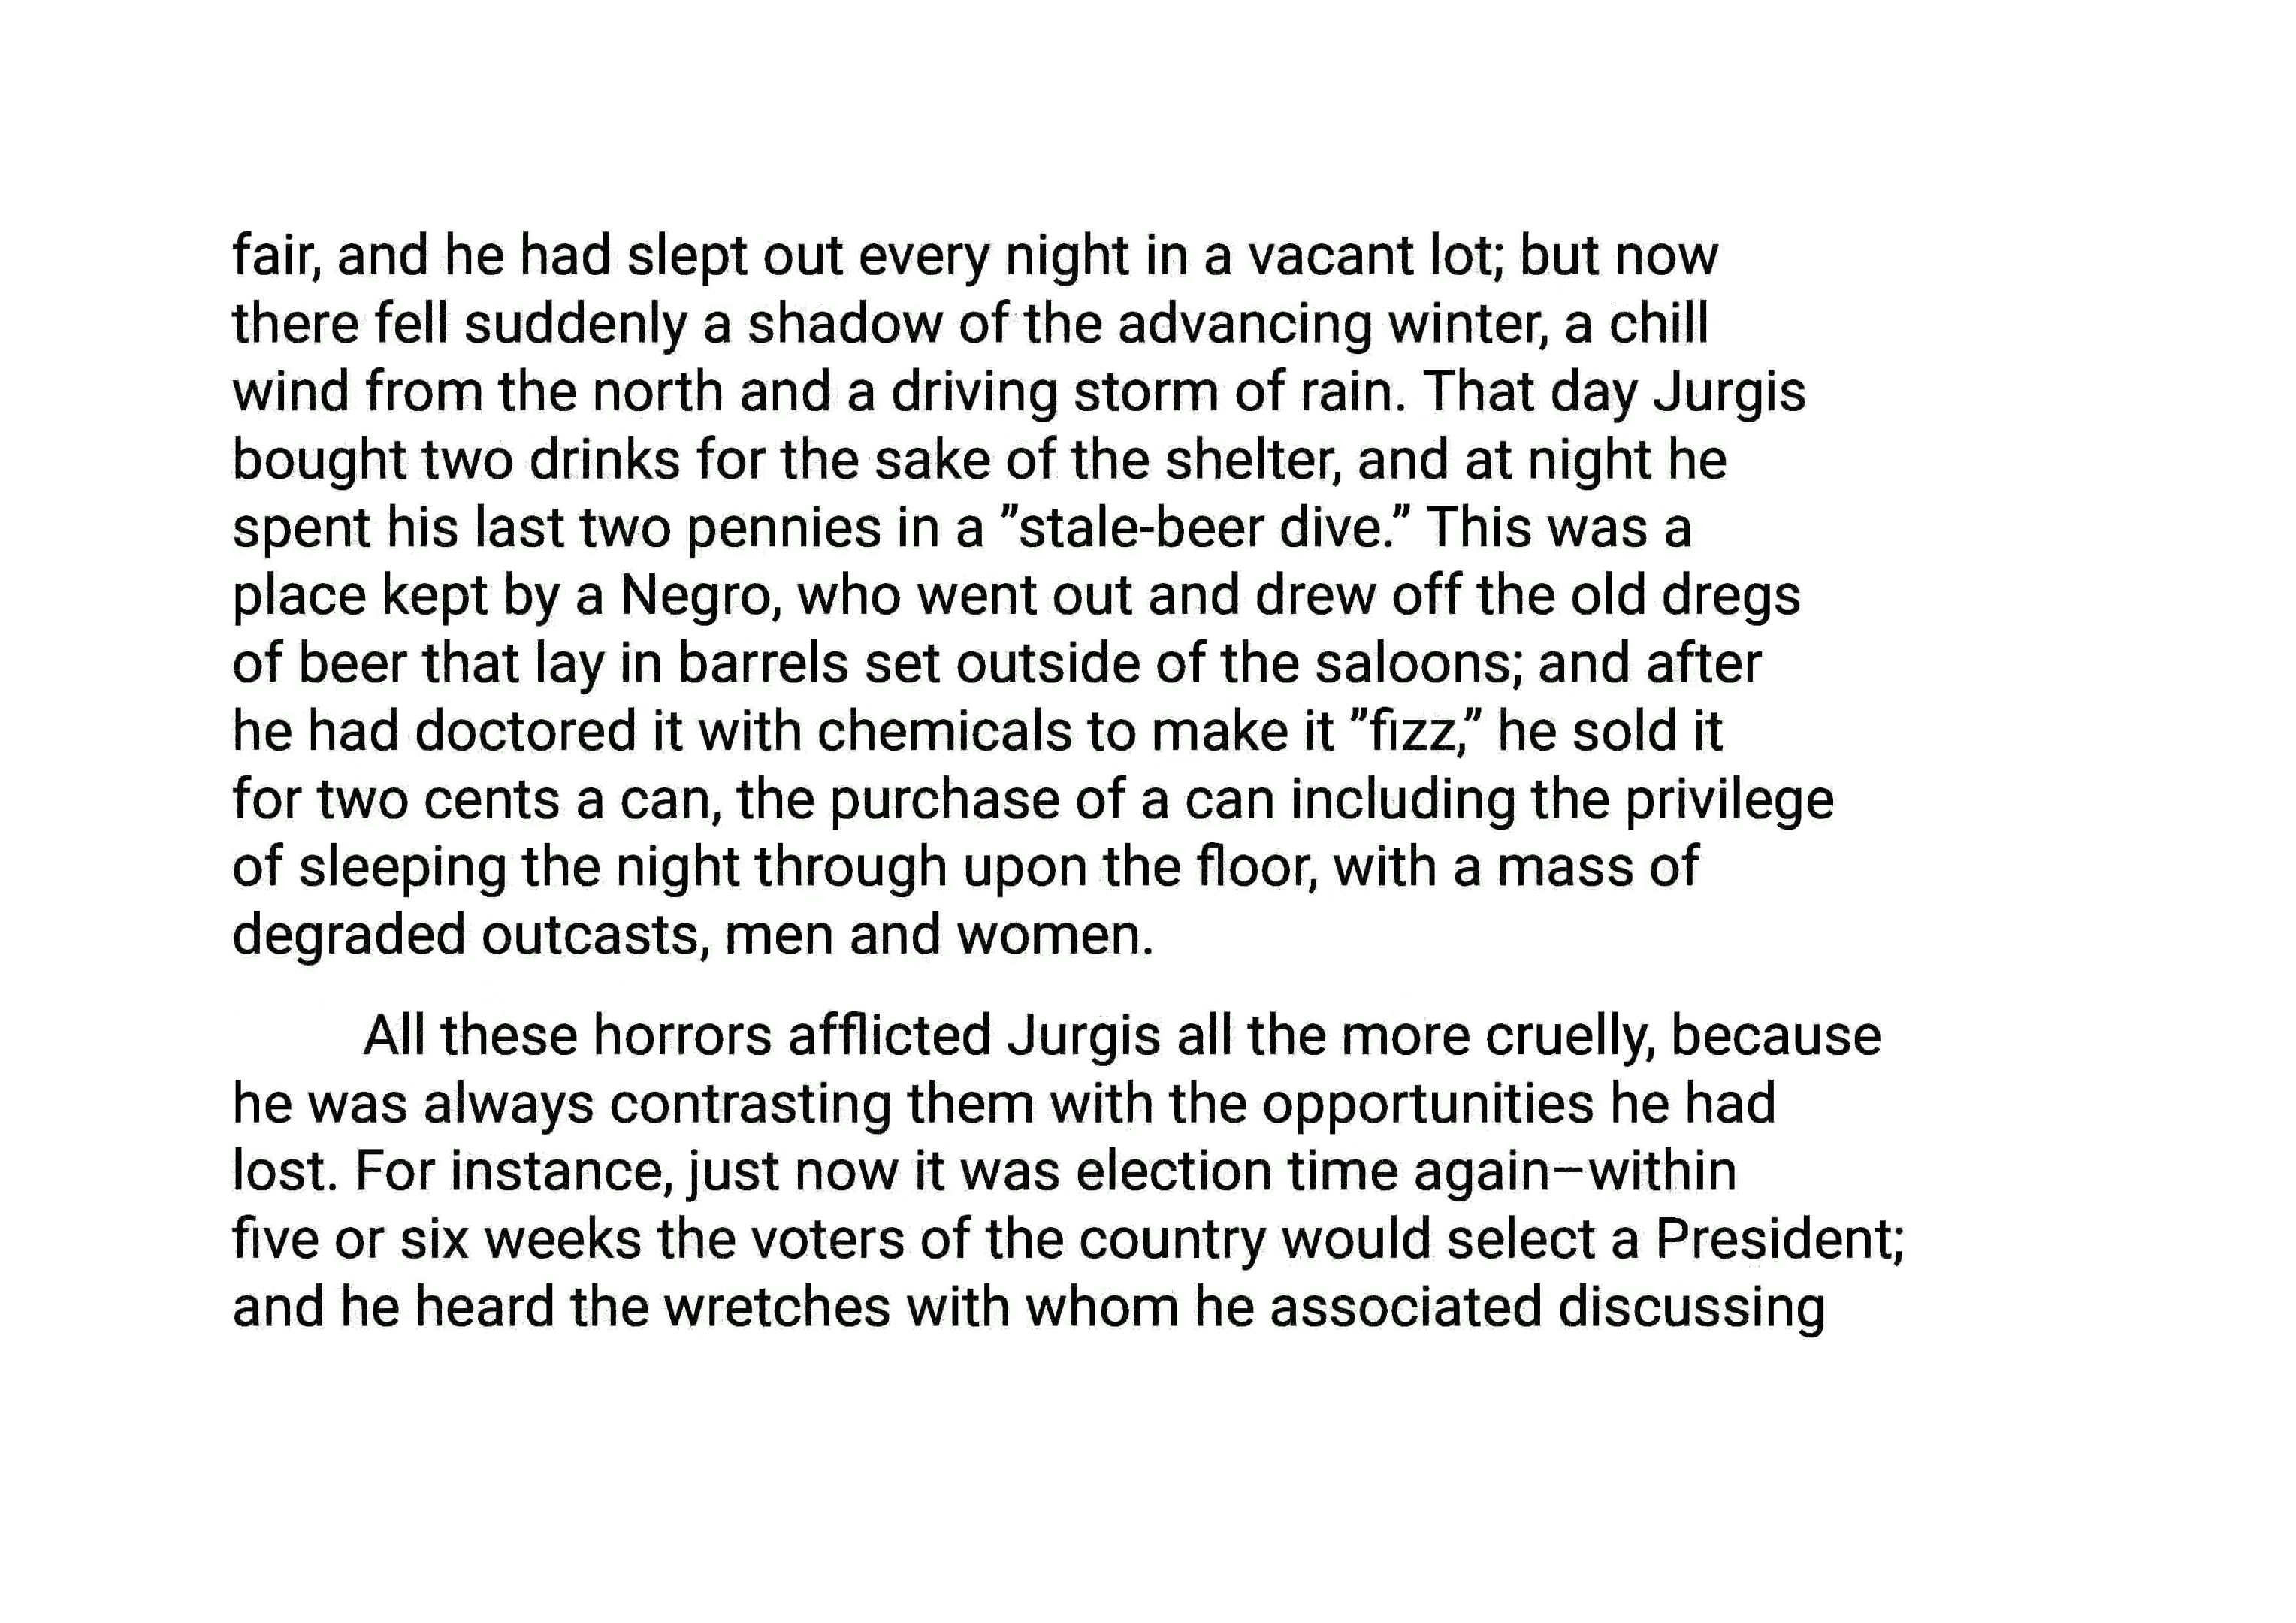 fair, and he had slept out every night in a vacant lot; but now
there fell suddenly a shadow of the advancing winter, a chill
wind from the north and a driving storm of rain. That day Jurgis
bought two drinks for the sake of the shelter, and at night he
spent his last two pennies in a ”stale-beer dive.” This was a
place kept by a Negro, who went out and drew off the old dregs
of beer that lay in barrels set outside of the saloons; and after
he had doctored it with chemicals to make it ”fizz,” he sold it
for two cents a can, the purchase of a can including the privilege
of sleeping the night through upon the floor, with a mass of
degraded outcasts, men and women.
All these horrors afflicted Jurgis all the more cruelly, because
he was always contrasting them with the opportunities he had
lost. For instance, just now it was election time again–within
five or six weeks the voters of the country would select a President;
and he heard the wretches with whom he associated discussing